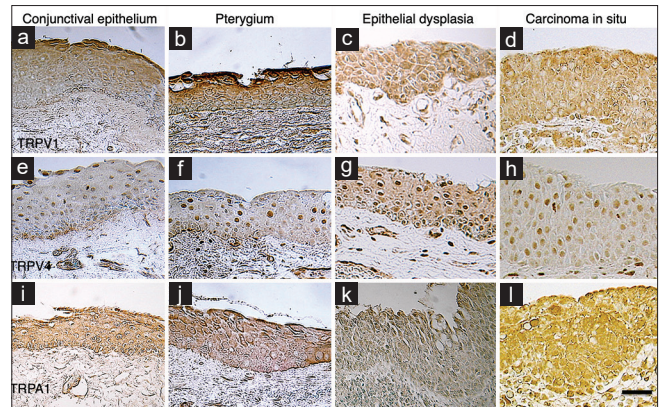 Conjunctival epithelium Pterygium Epithelial dysplasia Carcinoma in situ
a b c d
TRPV1
e f g h
TRPV4
i j k l
TRPA1